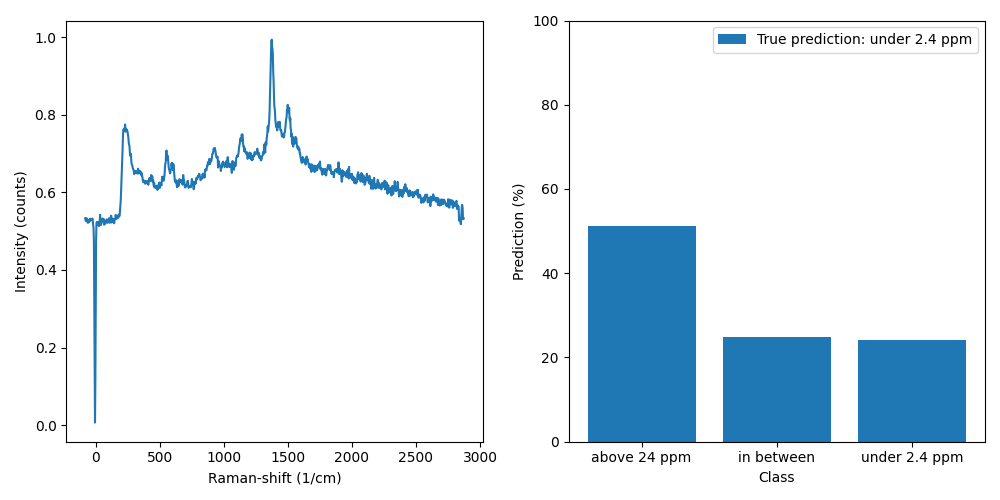 1.0
0.8
0.6
0.4
0.2
0.0
Intensity (counts)
0 500 1000 1500 2000 2500 3000
Raman-shift (1/cm)
True prediction: under 2.4 ppm
100
80
60
40
20
0
Prediction (%)
above 24 ppm in between under 2.4 ppm
Class